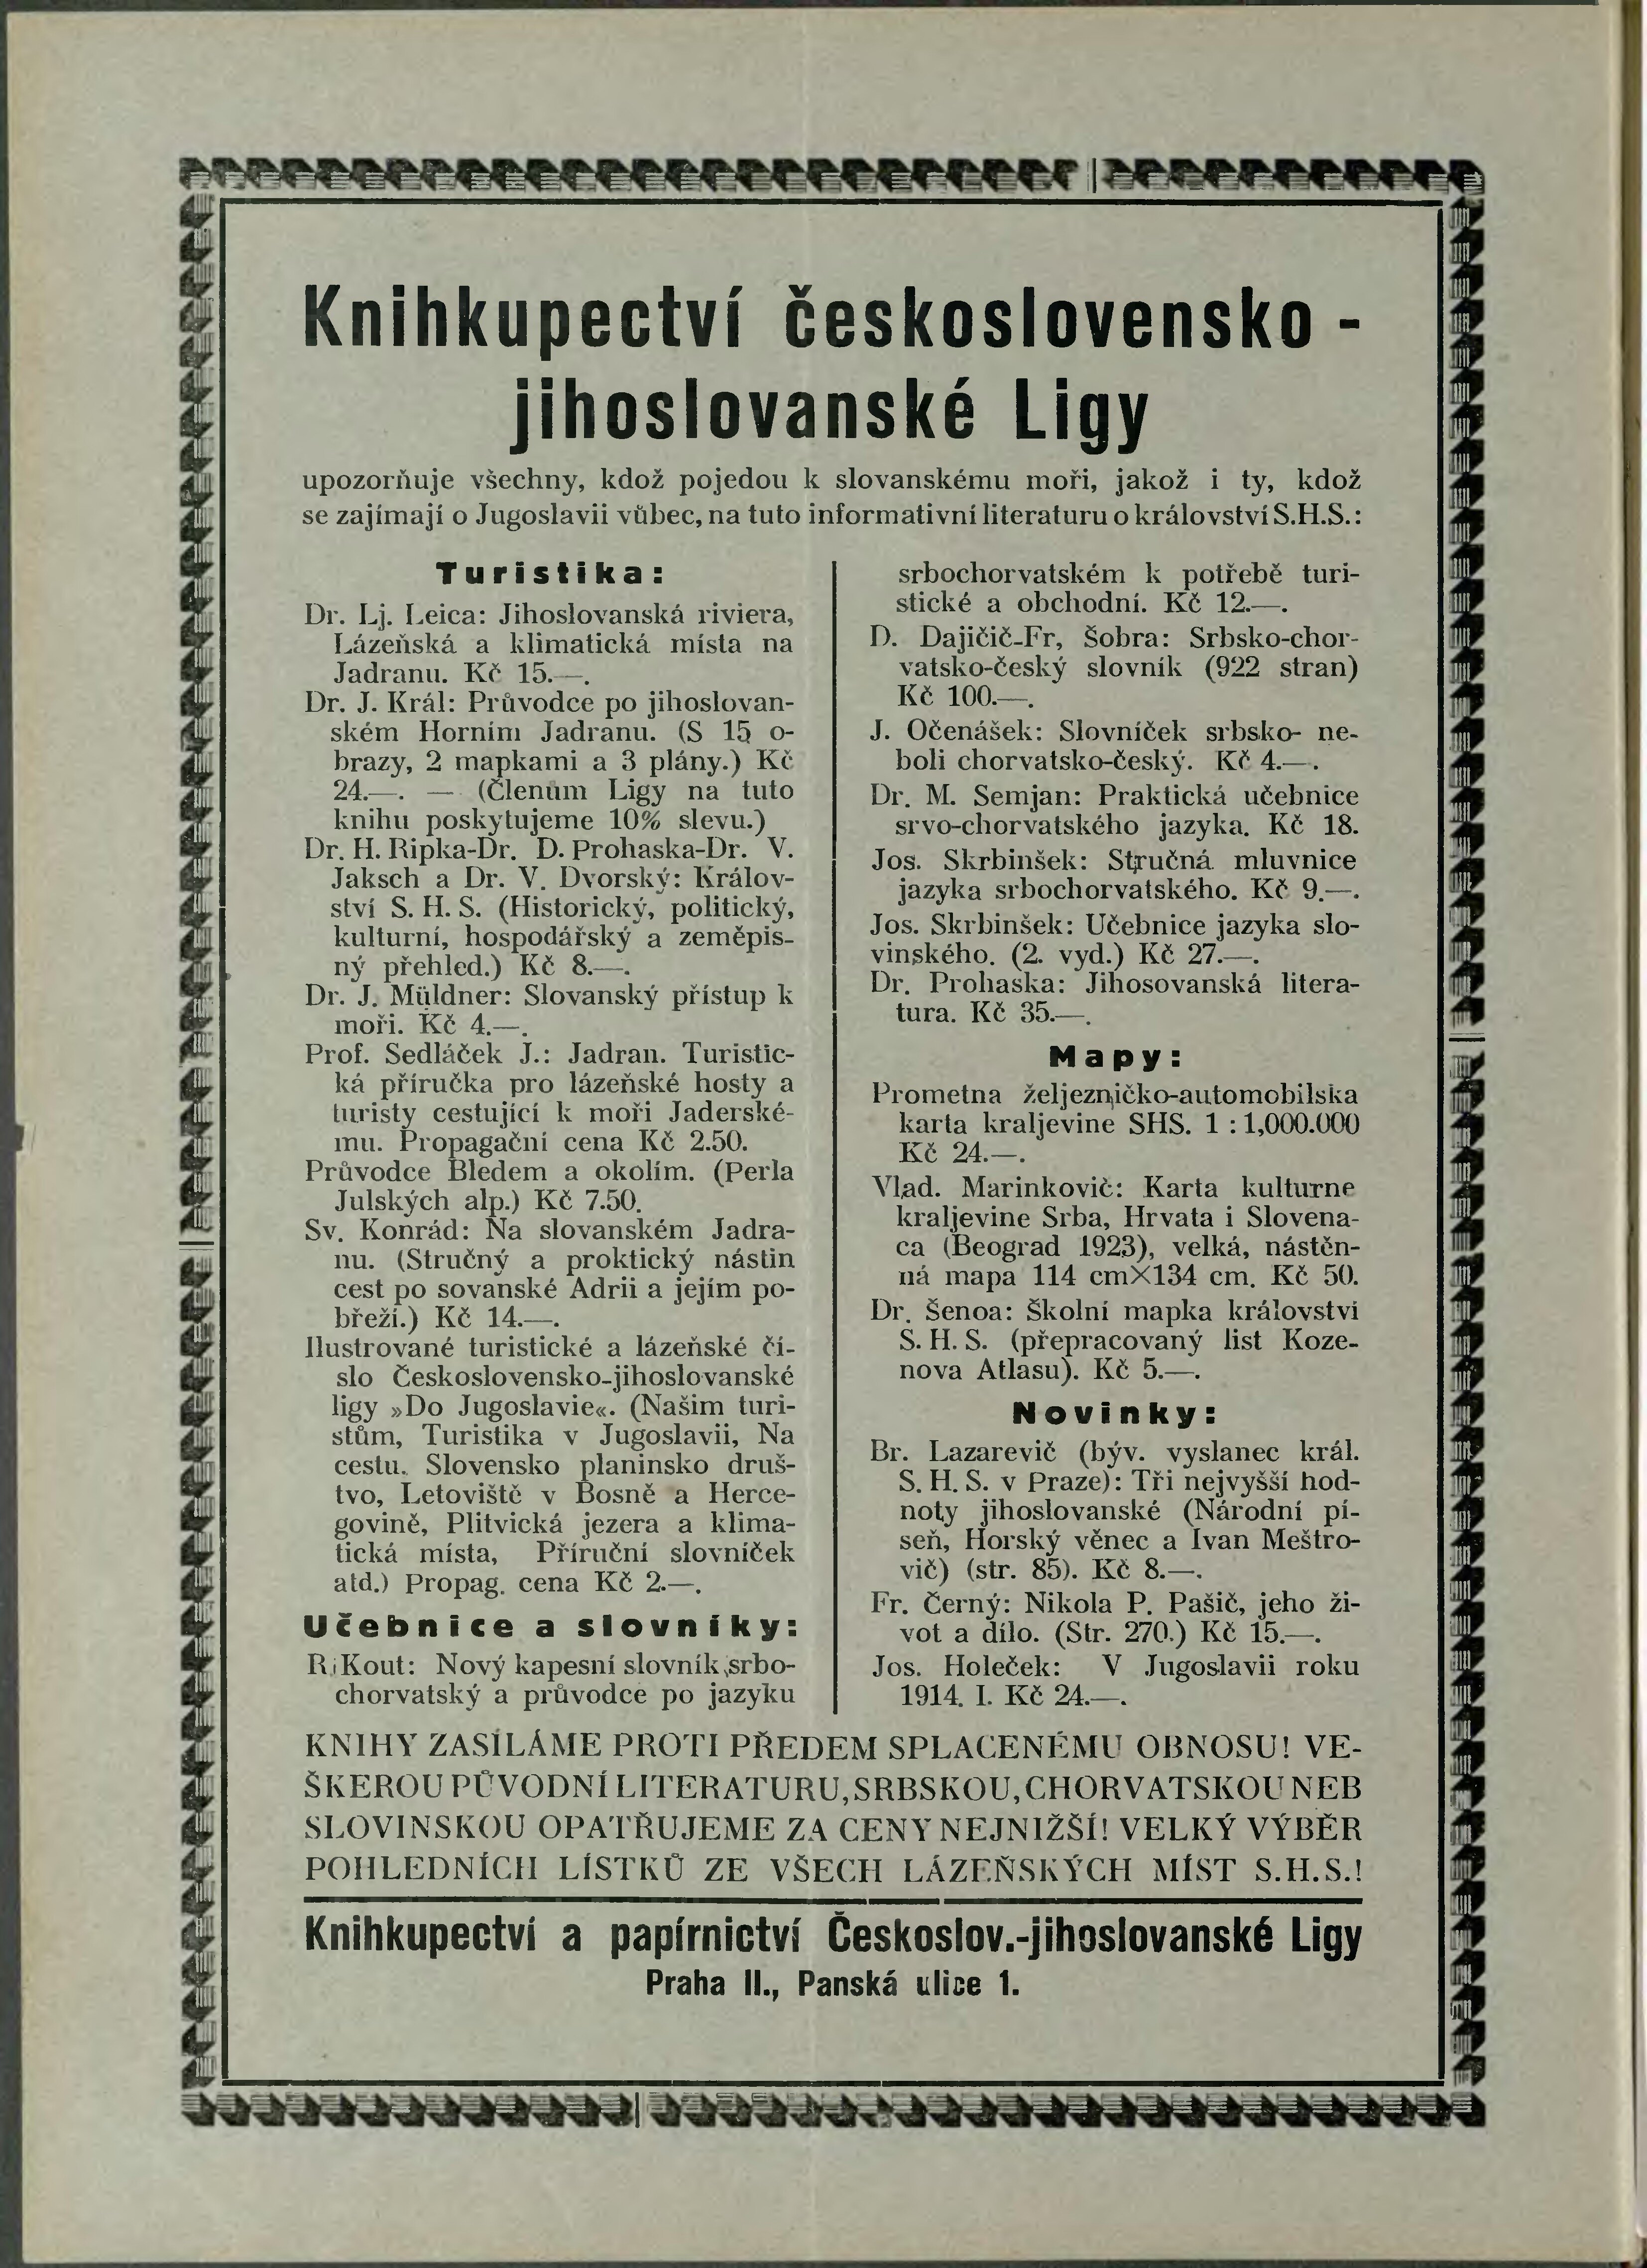 Knihkupectví československo-
jihoslovanské Ligy
upozorňuje všechny, kdož pojedou k slovanskému moři, jakož i ty, kdož
se zajímají o Jugoslavii vůbec, na tuto informativní literaturu o království S.H.S.:
Turistika:
Dr. Lj. Leica: Jihoslovanská riviera,
Lázeňská a klimatická místa na
Jadranu. Kč 15.—.
Dr. J. Král: Průvodce po jihoslovan-
ském Horním Jadranu. (S 15 o-
brazy, 2 mapkami a 3 plány.) Kč
24.—. — (Členům Ligy na tuto
knihu poskytujeme 10% slevu.)
Dr. H. Ripka-Dr. D. Prohaska-Dr. V.
Jaksch a Dr. V. Dvorský: Králov-
ství S. H. S. (Historický, politický,
kulturní, hospodářský a zeměpis-
ný přehled.) Kč 8.—.
Dr. J. Müldner: Slovanský přístup k
moři. Kč 4.—.
Prof. Sedláček J.: Jadran. Turistic-
ká příručka pro lázeňské hosty a
turisty cestující k moři Jaderské-
mu. Propagační cena Kč 2.50.
Průvodce Bledem a okolím. (Perla
Julských alp.) Kč 7.50.
Sv. Konrád: Na slovanském Jadra-
nu. (Stručný a proktický nástin
cest po sovanské Adrii a jejím po-
břeží.) Kč 14.—.
Ilustrované turistické a lázeňské čí-
slo Československo-jihoslovanské
ligy »Do Jugoslavie«. (Našim turi-
stům, Turistika v Jugoslavii, Na
cestu. Slovensko planinsko druš-
tvo, Letoviště v Bosně a Herce-
govině, Plitvická jezera a klima-
tická místa, Příruční slovníček
atd.) Propag. cena Kč 2.—.
Učebnice a slovníky:
R. Kout: Nový kapesní slovník srbo-
chorvatský a průvodce po jazyku
srbochorvatském k potřebě turi-
stické a obchodní. Kč 12.—.
D. Dajičič-Fr, Šobra: Srbsko-chor-
vatsko-český slovník (922 stran)
Kč 100.—.
J. Očenášek: Slovníček srbsko- ne-
boli chorvatsko-český. Kč 4.—.
Dr. M. Semjan: Praktická učebnice
srvo-chorvatského jazyka. Kč 18.
Jos. Skrbinšek: Stručná mluvnice
jazyka srbochorvatského. Kč 9.—.
Jos. Skrbinšek: Učebnice jazyka slo-
vinského. (2. vyd.) Kč 27.—.
Dr. Prohaska: Jihosovanská litera-
tura. Kč 35.—.
Mapy:
Prometna željezničko-automobilska
karta kraljevine SHS. 1 : 1,000.000
Kč 24.—.
Vlad. Marinkovič: Karta kulturne
kraljevine Srba, Hrvata i Slovena-
ca (Beograd 1923), velká, nástěn-
ná mapa 114 cm×134 cm. Kč 50.
Dr. Šenoa: Školní mapka království
S. H. S. (přepracovaný list Koze-
nova Atlasu). Kč 5.—.
Novinky:
Br. Lazarevič (býv. vyslanec král.
S. H. S. v Praze): Tři nejvyšší hod-
noty jihoslovanské (Národní pí-
seň, Horský věnec a Ivan Meštro-
vič) (str. 85). Kč 8.—.
Fr. Černý: Nikola P. Pašič, jeho ži-
vot a dílo. (Str. 270.) Kč 15.—.
Jos. Holeček: V Jugoslavii roku
1914. I. Kč 24.—.
KNIHY ZASÍLÁME PROTI PŘEDEM SPLACENÉMU OBNOSU! VE-
ŠKEROU PŮVODNÍ LITERATURU, SRBSKOU, CHORVATSKOU NEB
SLOVINSKOU OPATŘUJEME ZA CENY NEJNIŽŠÍ! VELKÝ VÝBĚR
POHLEDNÍCH LÍSTKŮ ZE VŠECH LÁZEŇSKÝCH MÍST S.H.S.!
Knihkupectví a papírnictví Českoslov.-jihoslovanské Ligy
Praha II., Panská ulice 1.